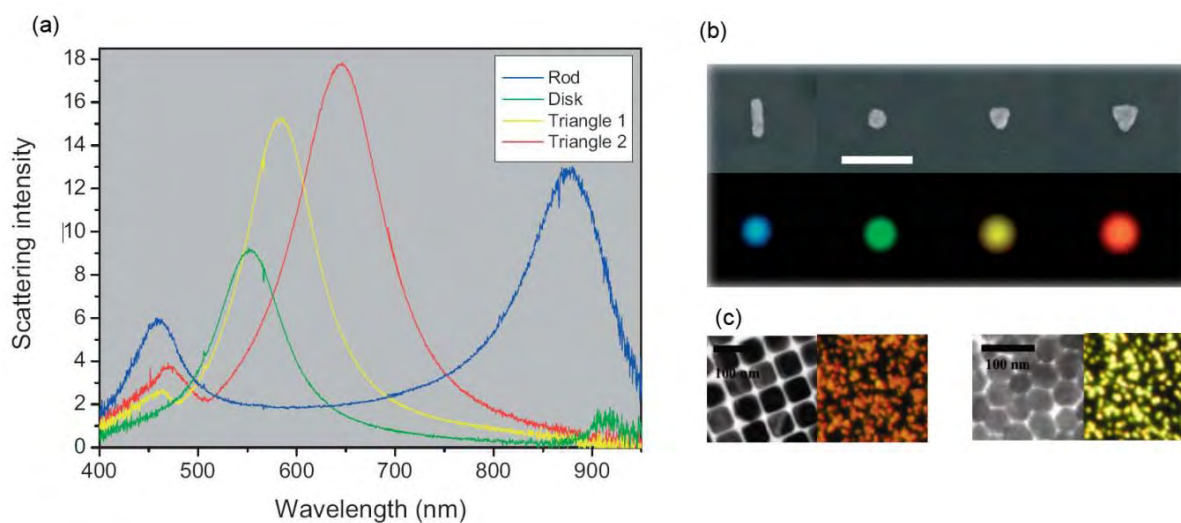 (a)
18
16
14
12
10
8
6
4
2
0
Scattering intensity
400
500
600
700
800
900
Wavelength (nm)
Rod
Disk
Triangle 1
Triangle 2
(b)
(c)
100 nm
100 nm